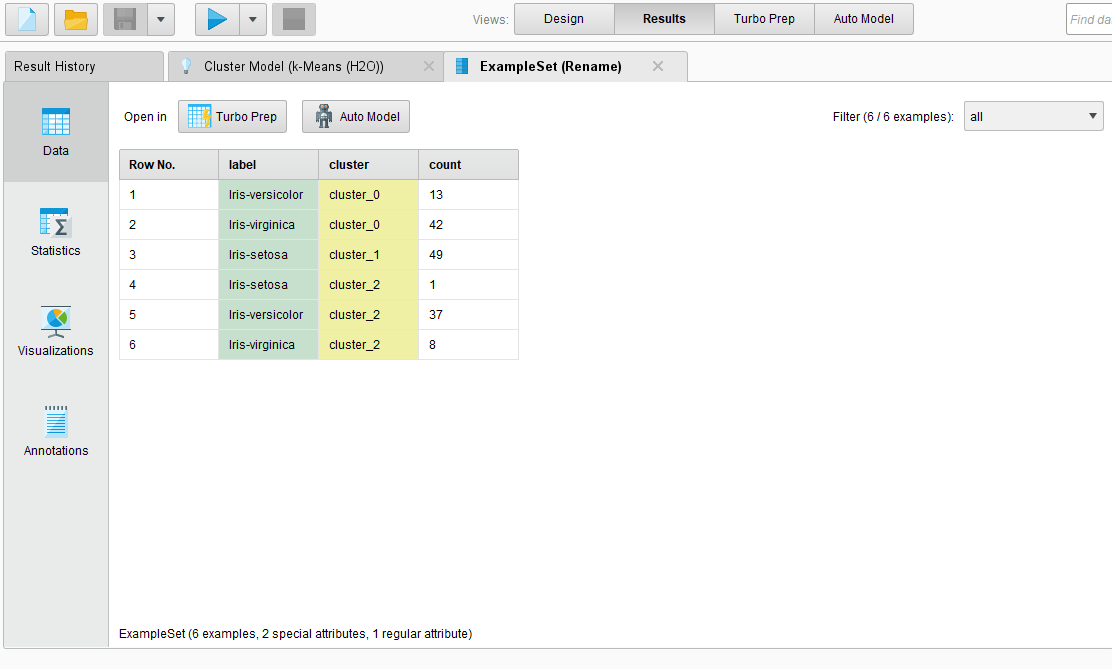 Views: Design Results Turbo Prep Auto Model Find da
Result History Cluster Model (k-Means (H2O)) ExampleSet (Rename)
Data
Statistics
Visualizations
Annotations
Open in Turbo Prep Auto Model Filter (6 / 6 examples): all
Row No. label cluster count
1 Iris-versicolor cluster_0 13
2 Iris-virginica cluster_0 42
3 Iris-setosa cluster_1 49
4 Iris-setosa cluster_2 1
5 Iris-versicolor cluster_2 37
6 Iris-virginica cluster_2 8
ExampleSet (6 examples, 2 special attributes, 1 regular attribute)